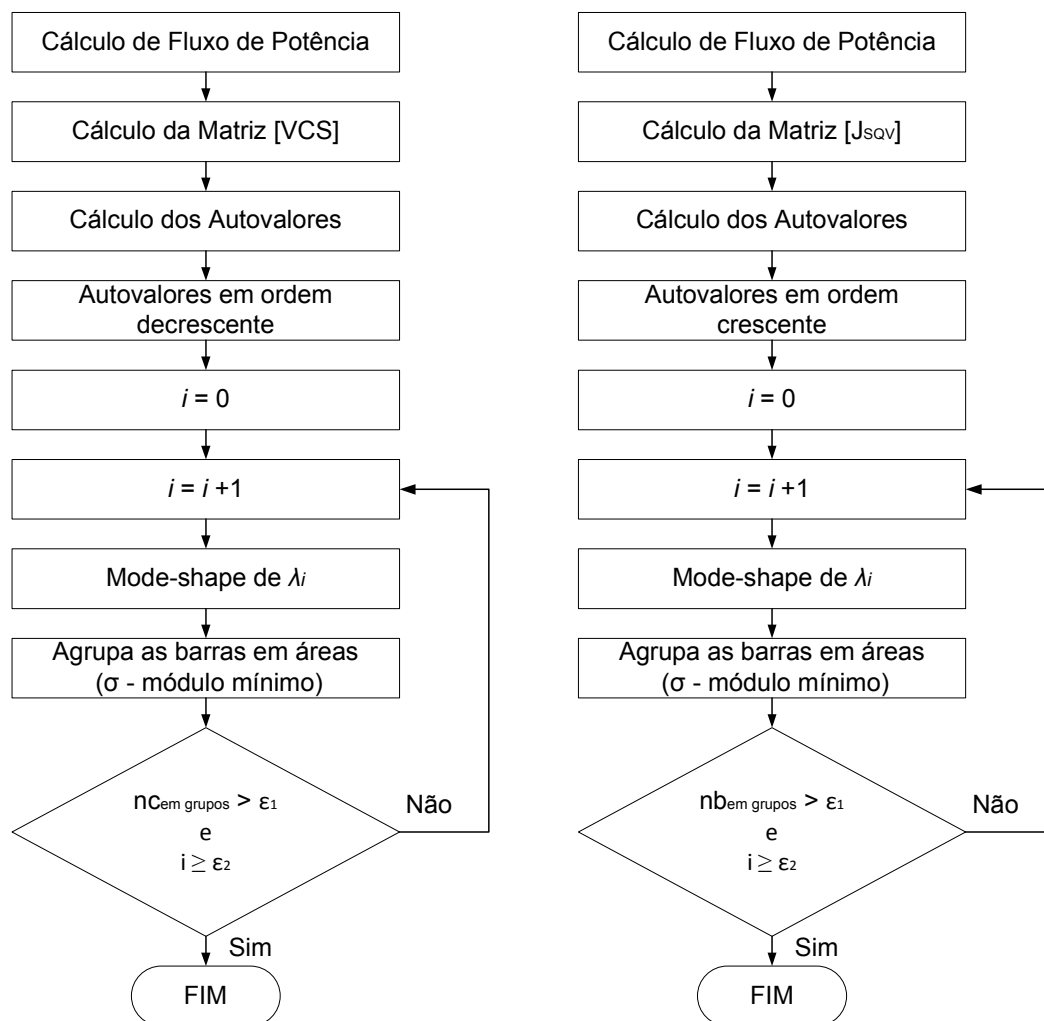 Cálculo de Fluxo de Potência
Cálculo da Matriz [VCS]
Cálculo dos Autovalores
Autovalores em ordem
decrescente
i = 0
i = i +1
Mode-shape de λi
Agrupa as barras em áreas
(σ - módulo mínimo)
ncem grupos > ε1
e
i ≥ ε2
Não
Sim
FIM
Cálculo de Fluxo de Potência
Cálculo da Matriz [JSQV]
Cálculo dos Autovalores
Autovalores em ordem
crescente
i = 0
i = i +1
Mode-shape de λi
Agrupa as barras em áreas
(σ - módulo mínimo)
nbem grupos > ε1
e
i ≥ ε2
Não
Sim
FIM